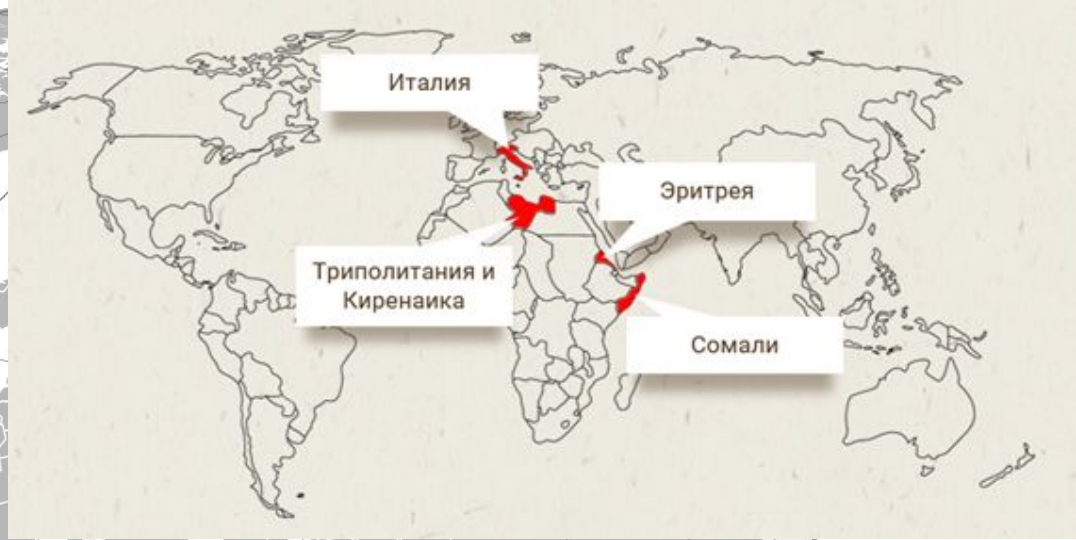 Италия
Эритрея
Триполитания и
Киренаика
Сомали